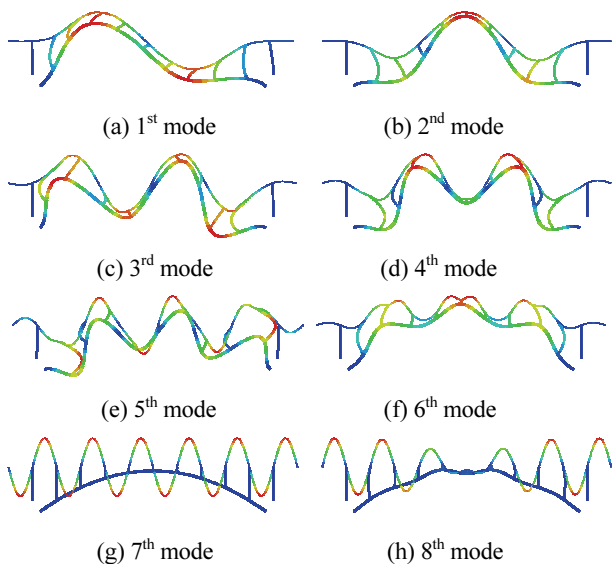 (a) 1st mode
(b) 2nd mode
(c) 3rd mode
(d) 4th mode
(e) 5th mode
(f) 6th mode
(g) 7th mode
(h) 8th mode